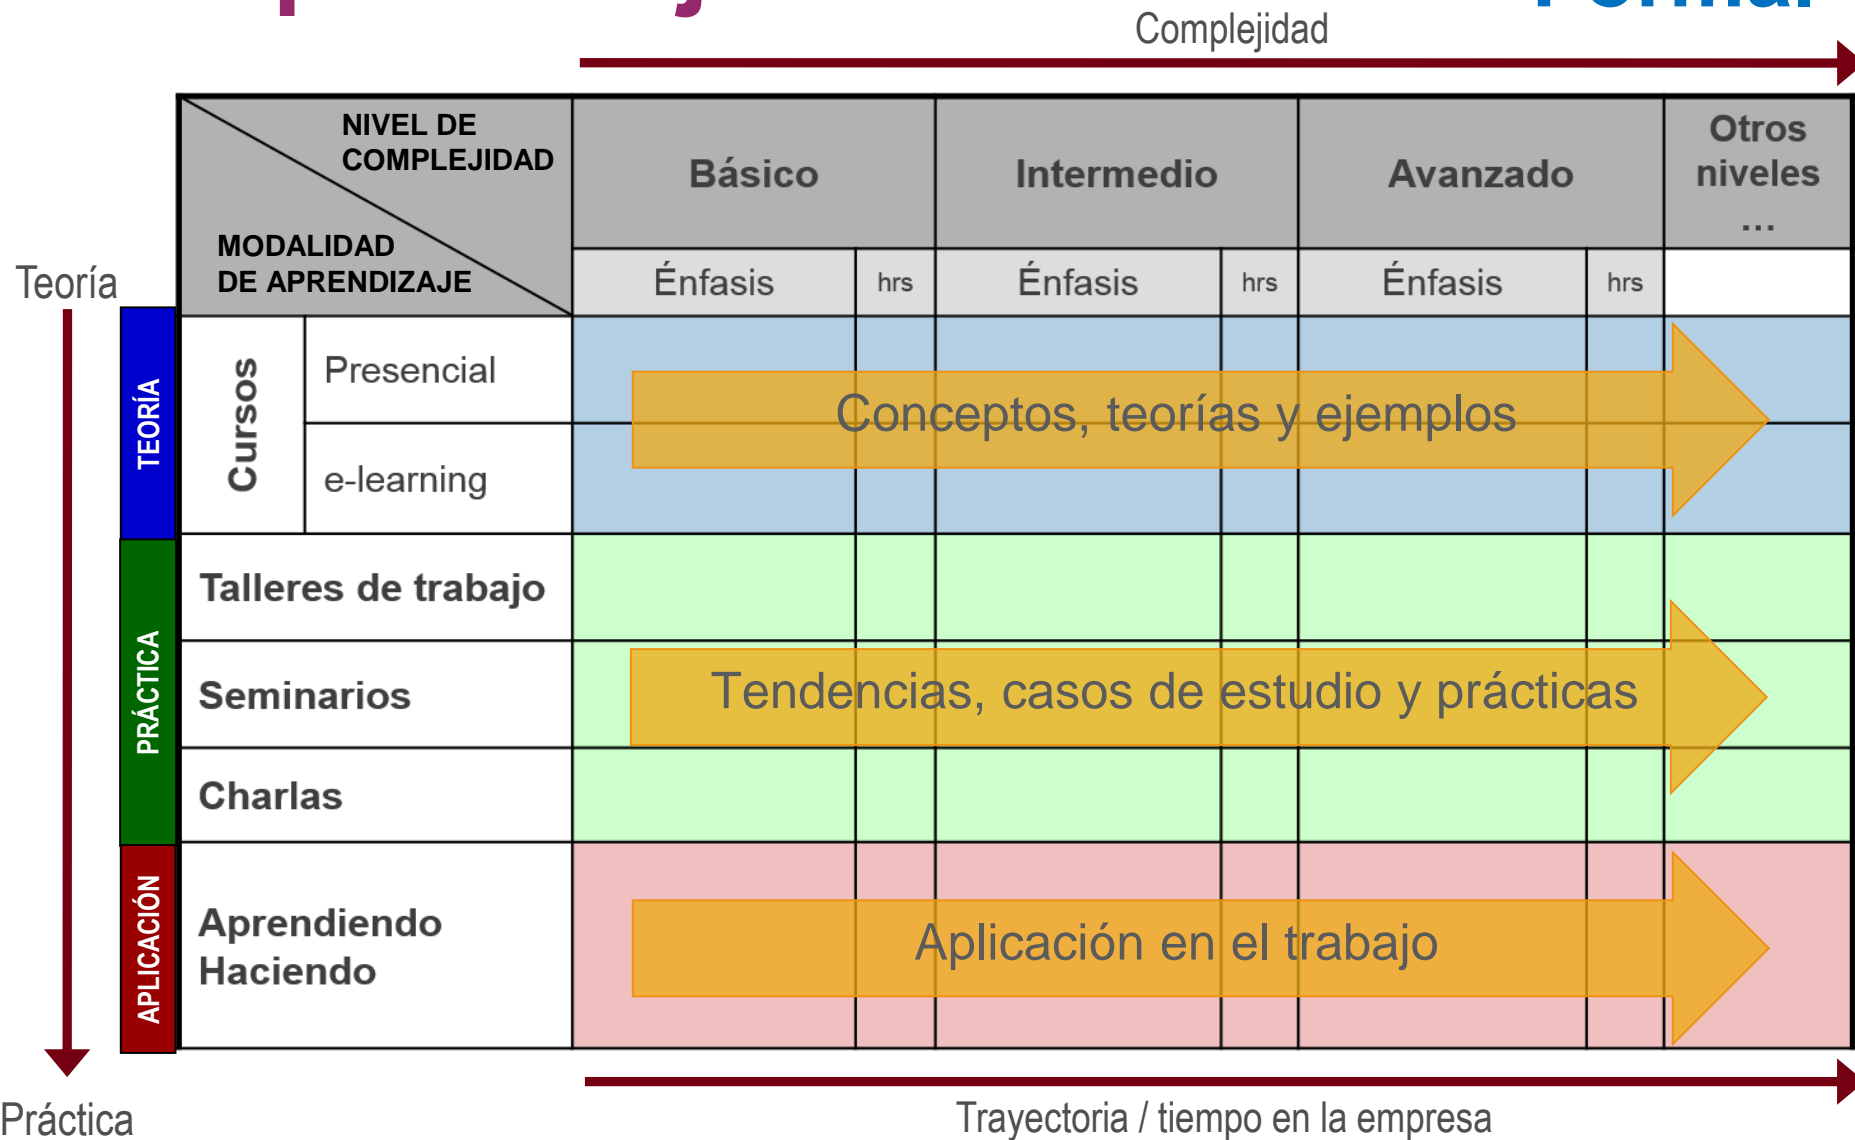 Complejidad
NIVEL DE
COMPLEJIDAD
MODALIDAD
DE APRENDIZAJE
Básico
Intermedio
Avanzado
Otros
niveles
...
Énfasis
hrs
Énfasis
hrs
Énfasis
hrs
Teoría
TEORÍA
Cursos
Presencial
e-learning
Conceptos, teorías y ejemplos
PRÁCTICA
Talleres de trabajo
Seminarios
Charlas
Tendencias, casos de estudio y prácticas
APLICACIÓN
Aprendiendo
Haciendo
Aplicación en el trabajo
Práctica
Trayectoria / tiempo en la empresa